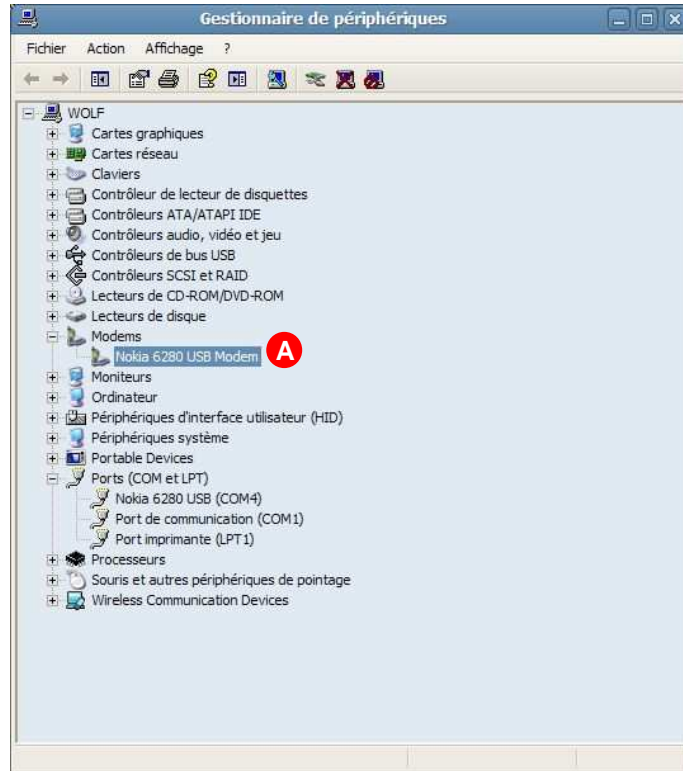 Gestionnaire de périphériques
Fichier Action Affichage ?
WOLF
Cartes graphiques
Cartes réseau
Claviers
Contrôleur de lecteur de disquettes
Contrôleurs ATA/ATAPI IDE
Contrôleurs audio, vidéo et jeu
Contrôleurs de bus USB
Contrôleurs SCSI et RAID
Lecteurs de CD-ROM/DVD-ROM
Lecteurs de disque
Modems
Nokia 6280 USB Modem A
Moniteurs
Ordinateur
Périphériques d'interface utilisateur (HID)
Périphériques système
Portable Devices
Ports (COM et LPT)
Nokia 6280 USB (COM4)
Port de communication (COM1)
Port imprimante (LPT1)
Processeurs
Souris et autres périphériques de pointage
Wireless Communication Devices